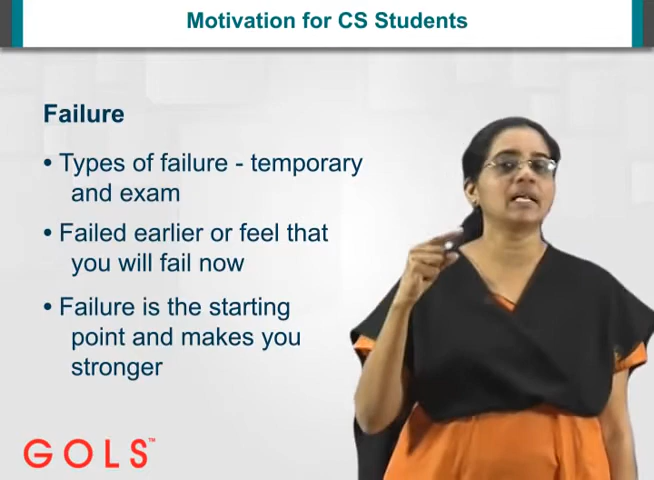 Motivation for CS Students
Failure
• Types of failure - temporary
and exam
• Failed earlier or feel that
you will fail now
• Failure is the starting
point and makes you
stronger
GOLS™